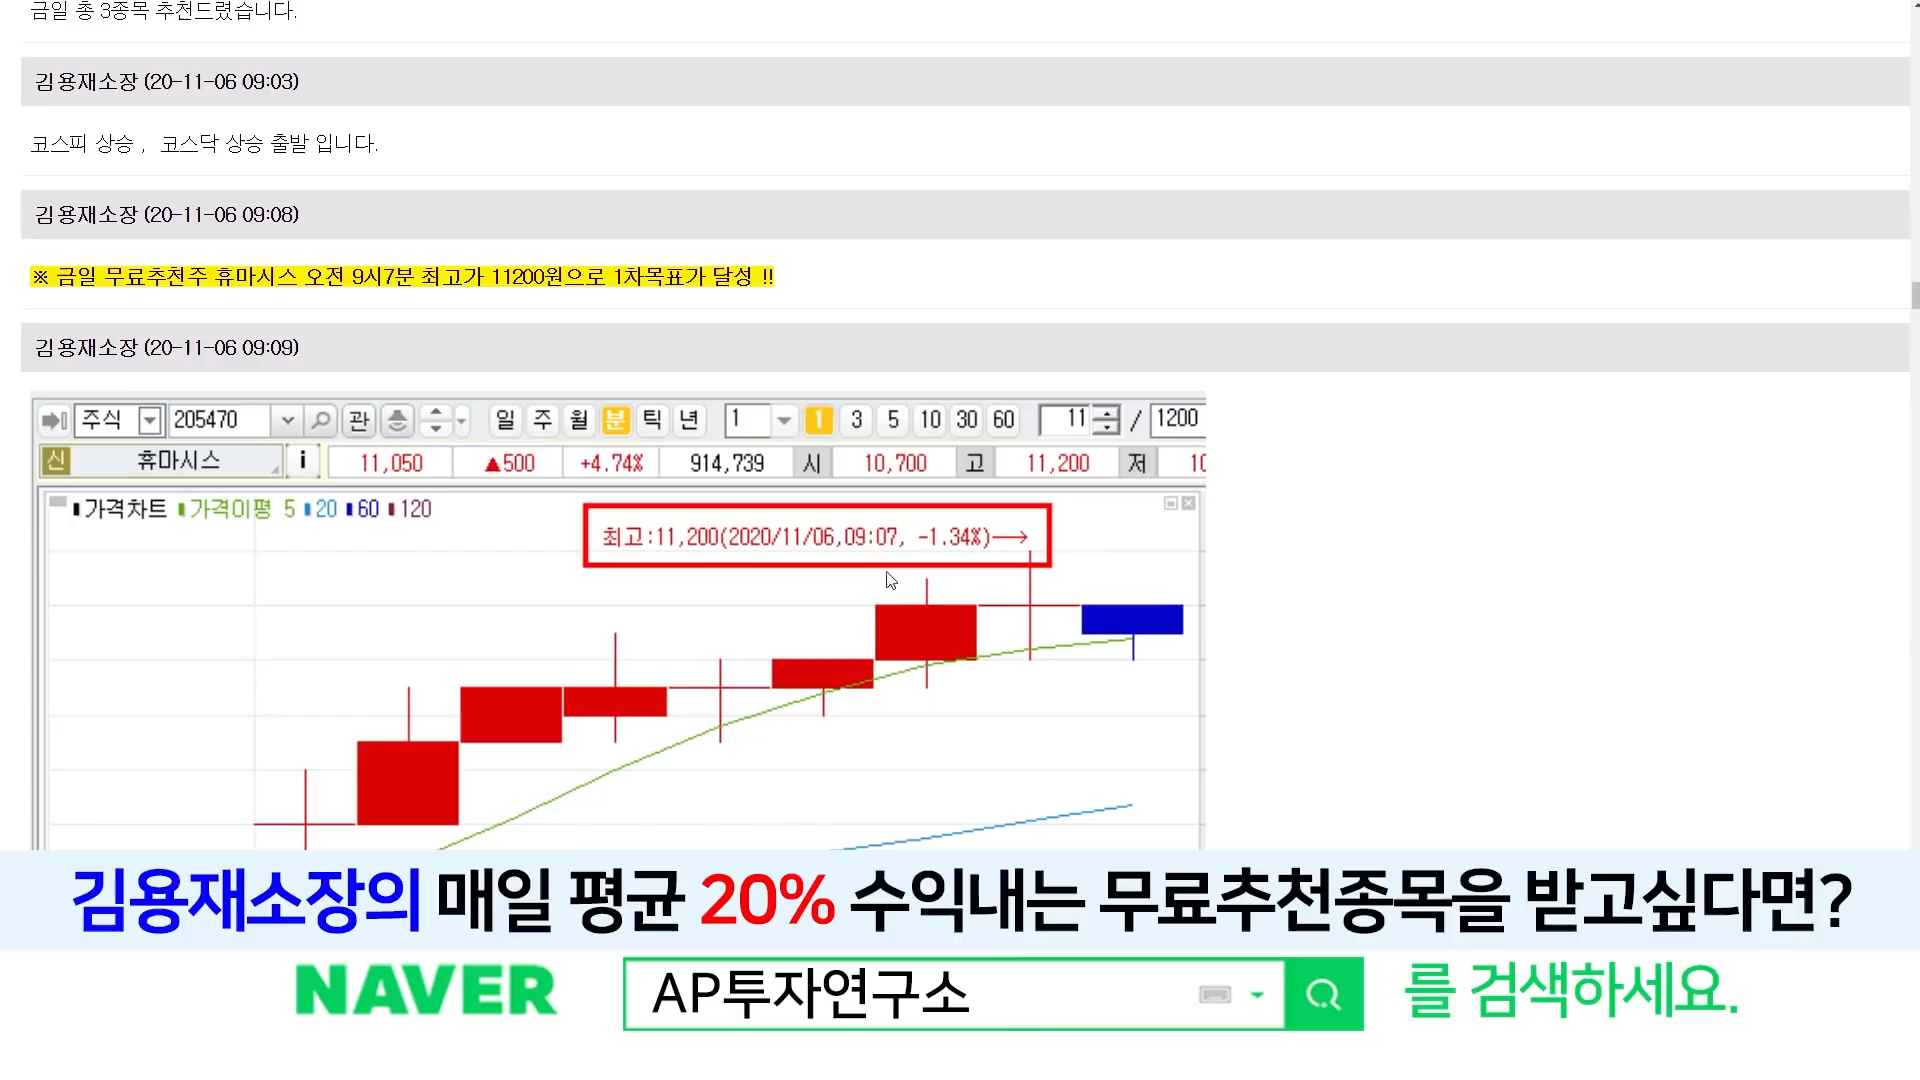 금일 총 3종목 추천드렸습니다.
김용재소장 (20-11-06 09:03)
코스피 상승 , 코스닥 상승 출발 입니다.
김용재소장 (20-11-06 09:08)
※ 금일 무료추천주 휴마시스 오전 9시7분 최고가 11200원으로 1차목표가 달성 !!
김용재소장 (20-11-06 09:09)
주식 205470 관 일 주 월 분 틱 년 1 1 3 5 10 30 60 11 / 1200
신 휴마시스 i 11,050 ▲500 +4.74% 914,739 시 10,700 고 11,200 저 10
가격차트 가격이평 5 20 60 120
최고:11,200(2020/11/06,09:07, -1.34%)→
김용재소장의 매일 평균 20% 수익내는 무료추천종목을 받고싶다면?
NAVER AP투자연구소 를 검색하세요.